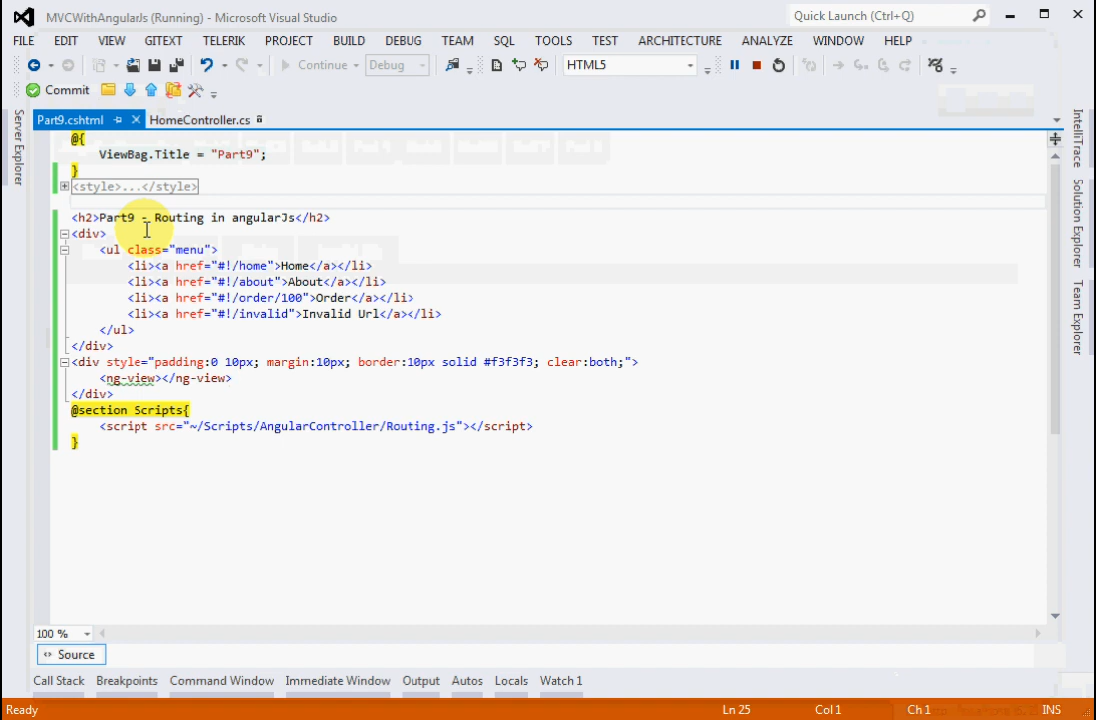 MVCWithAngularJs (Running) - Microsoft Visual Studio
Quick Launch (Ctrl+Q)
FILE EDIT VIEW GITEXT TELERIK PROJECT BUILD DEBUG TEAM SQL TOOLS TEST ARCHITECTURE ANALYZE WINDOW HELP
Continue Debug HTML5
Commit
Server Explorer
Part9.cshtml HomeController.cs
@{
ViewBag.Title = "Part9";
}
<style>...</style>
<h2>Part9 - Routing in angularJs</h2>
<div>
<ul class="menu">
<li><a href="#!/home">Home</a></li>
<li><a href="#!/about">About</a></li>
<li><a href="#!/order/100">Order</a></li>
<li><a href="#!/invalid">Invalid Url</a></li>
</ul>
</div>
<div style="padding:0 10px; margin:10px; border:10px solid #f3f3f3; clear:both;">
<ng-view></ng-view>
</div>
@section Scripts{
<script src="~/Scripts/AngularController/Routing.js"></script>
}
IntelliTrace
Solution Explorer
Team Explorer
100 %
Source
Call Stack Breakpoints Command Window Immediate Window Output Autos Locals Watch 1
Ready Ln 25 Col 1 Ch 1 INS